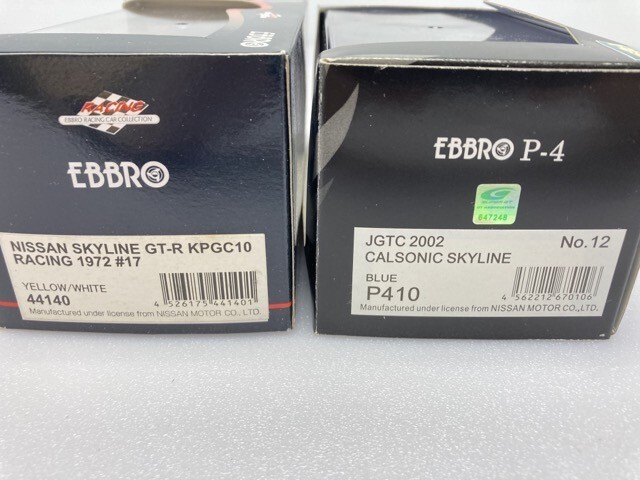 EBBRO
RACING
EBBRO RACING CAR COLLECTION
EBBRO
NISSAN SKYLINE GT-R KPGC10
RACING 1972 #17
YELLOW/WHITE
44140
4 526175 441401
Manufactured under license from NISSAN MOTOR CO., LTD.
EBBRO P-4
647248
JGTC 2002 No.12
CALSONIC SKYLINE
BLUE
P410
4 562212 670106
Manufactured under license from NISSAN MOTOR CO.,LTD.